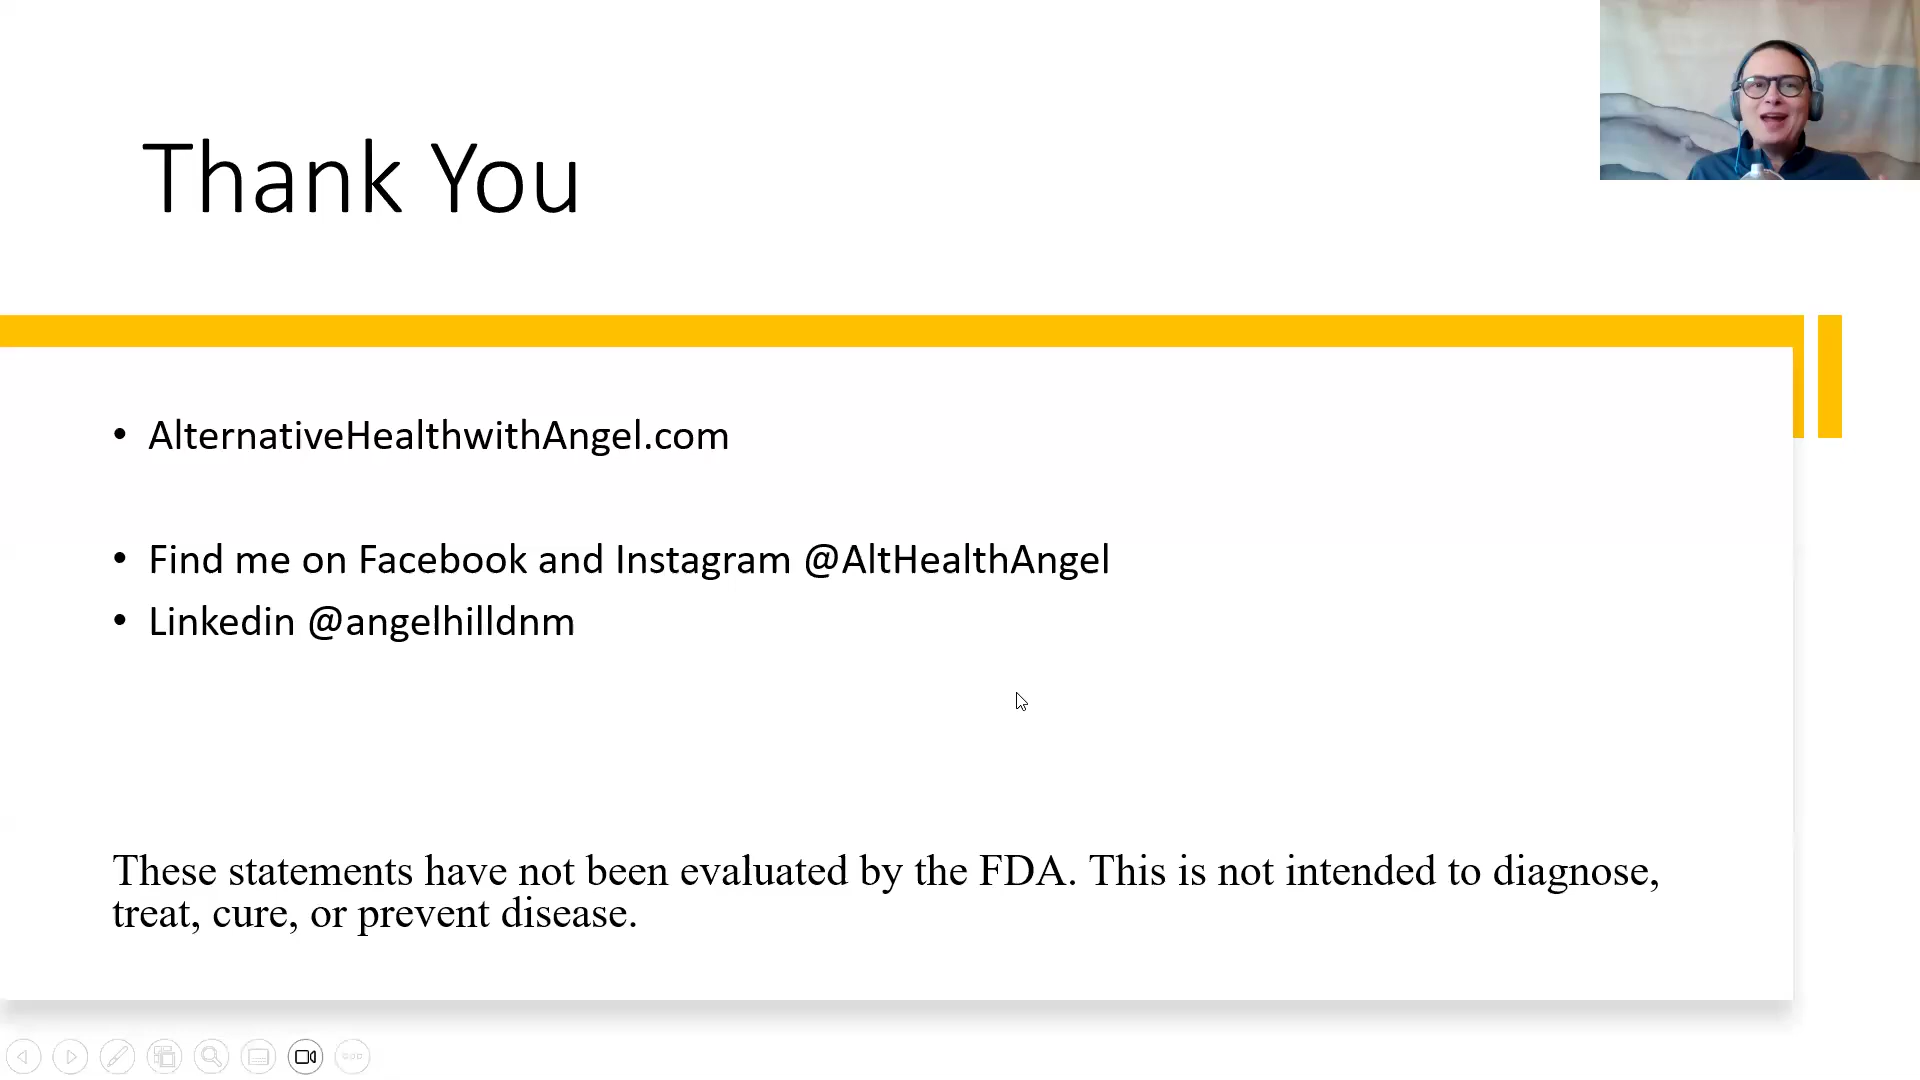 Thank You
• AlternativeHealthwithAngel.com
• Find me on Facebook and Instagram @AltHealthAngel
• Linkedin @angelhilldnm
These statements have not been evaluated by the FDA. This is not intended to diagnose,
treat, cure, or prevent disease.